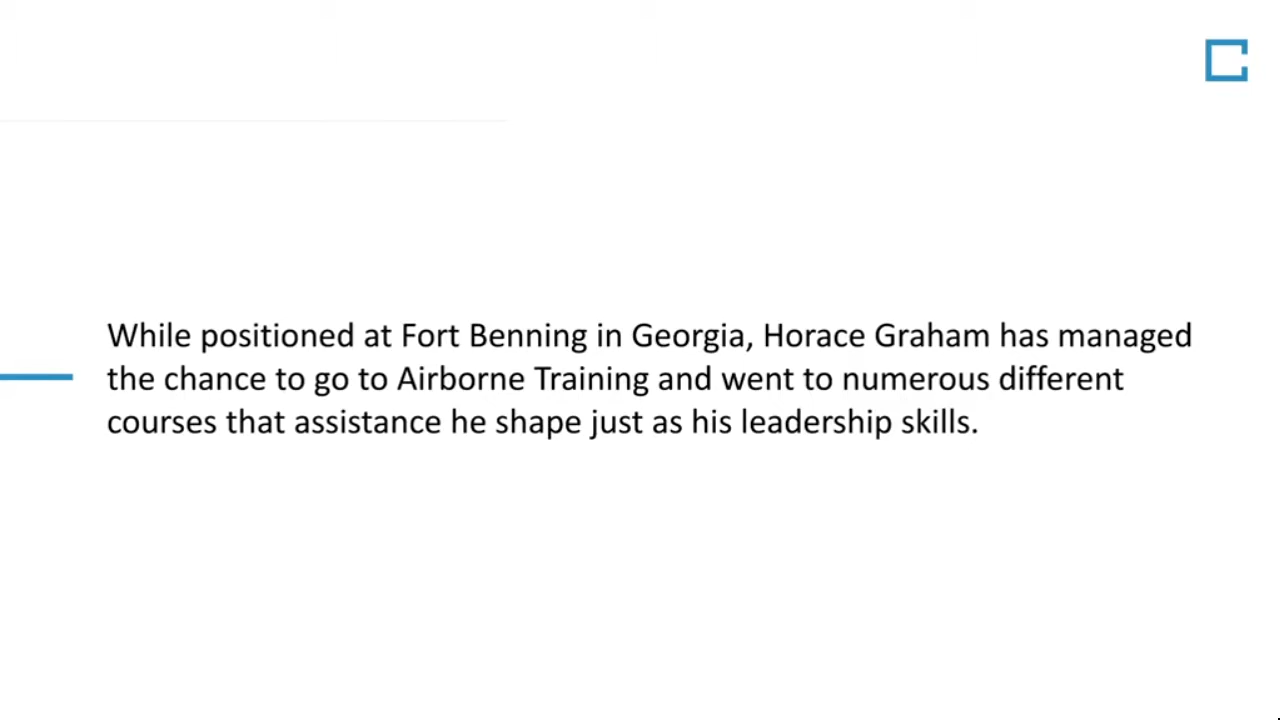 While positioned at Fort Benning in Georgia, Horace Graham has managed
the chance to go to Airborne Training and went to numerous different
courses that assistance he shape just as his leadership skills.